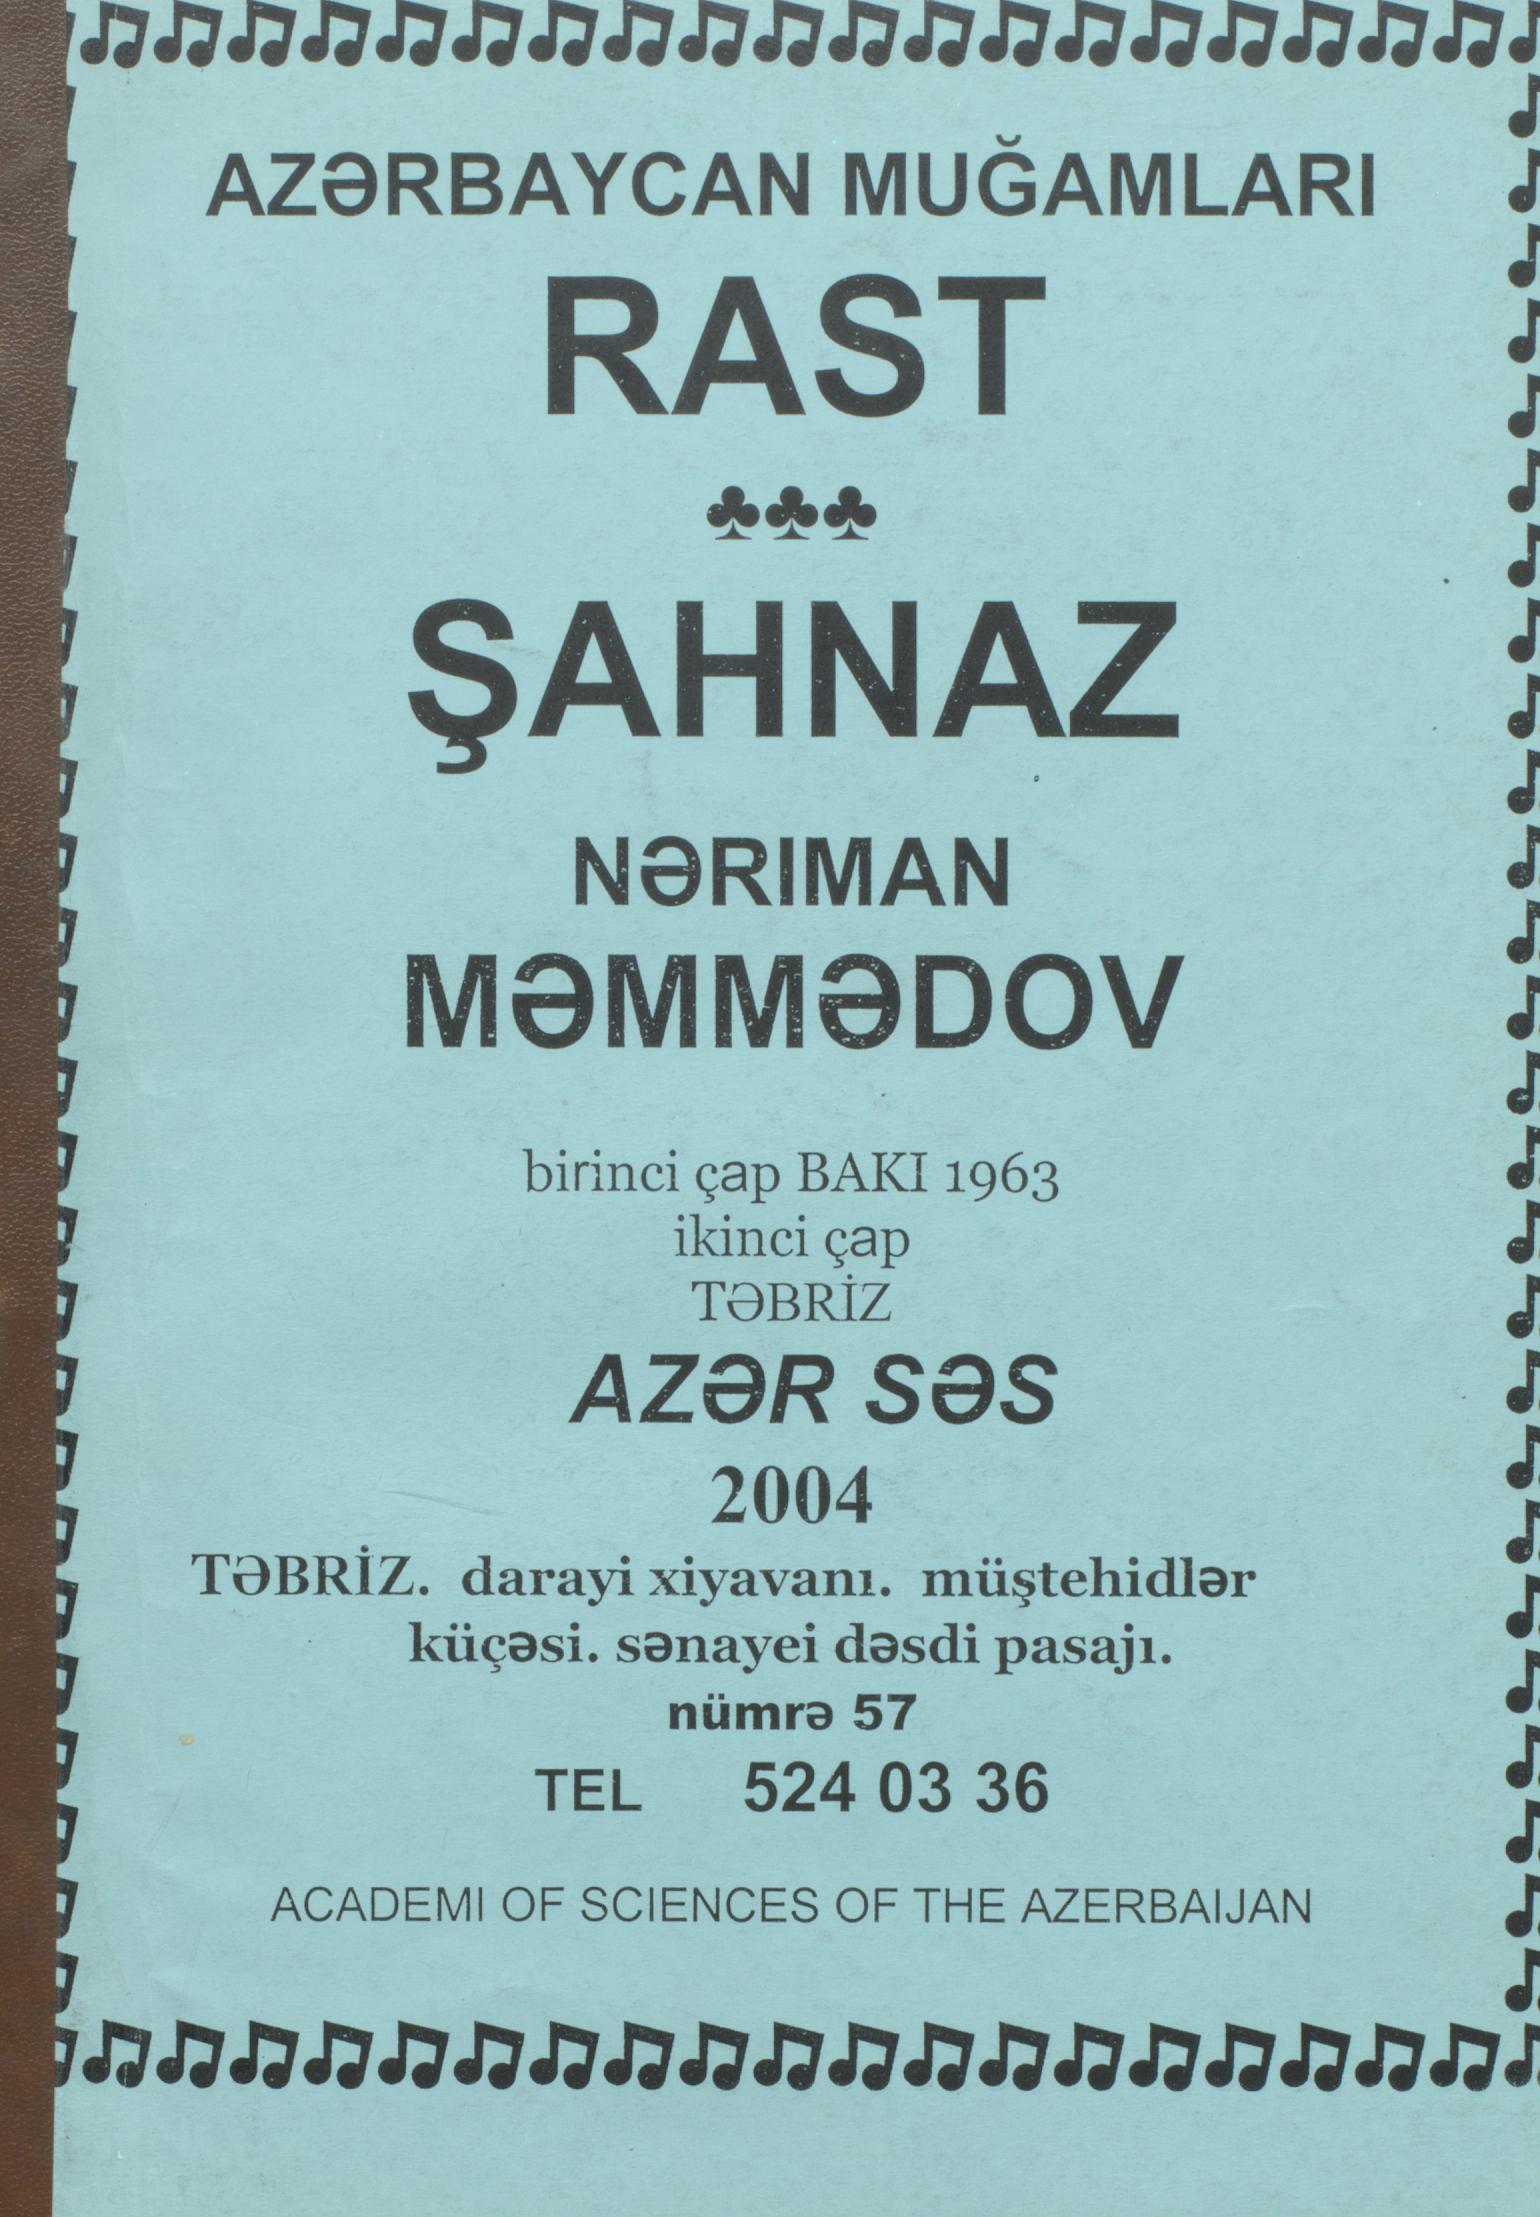 AZƏRBAYCAN MUĞAMLARI
RAST
♣♣♣
ŞAHNAZ
NƏRIMAN
MƏMMƏDOV
birinci çap BAKI 1963
ikinci çap
TƏBRİZ
AZƏR SƏS
2004
TƏBRİZ. darayi xiyavanı. müştehidlər
küçəsi. sənayei dəsdi pasajı.
nümrə 57
TEL 524 03 36
ACADEMI OF SCIENCES OF THE AZERBAIJAN